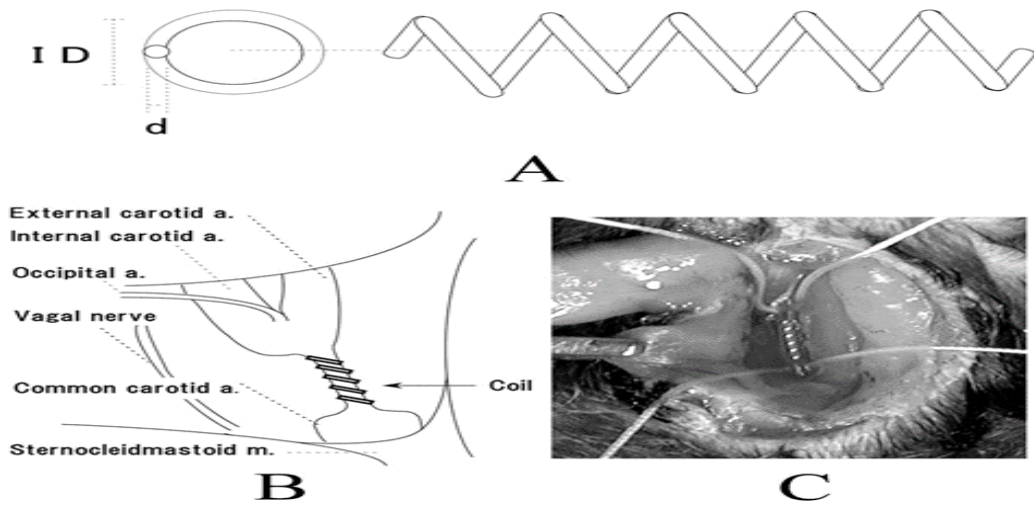 I D
d
A
External carotid a.
Internal carotid a.
Occipital a.
Vagal nerve
Common carotid a.
Coil
Sternocleidmastoid m.
B
C